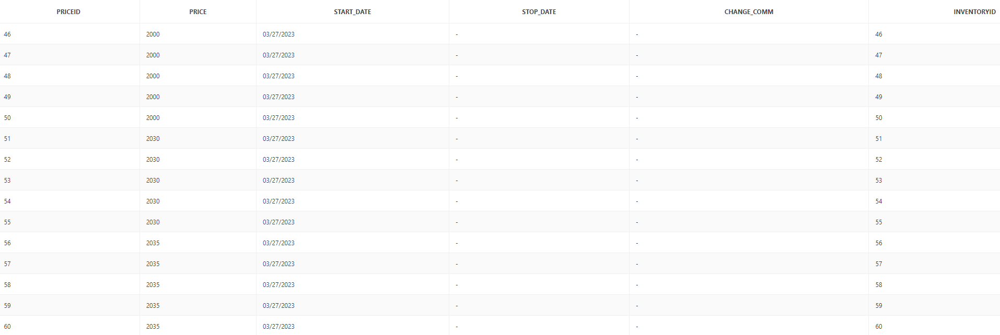 PRICEID PRICE START_DATE STOP_DATE CHANGE_COMM INVENTORYID
46 2000 03/27/2023 - - 46
47 2000 03/27/2023 - - 47
48 2000 03/27/2023 - - 48
49 2000 03/27/2023 - - 49
50 2000 03/27/2023 - - 50
51 2030 03/27/2023 - - 51
52 2030 03/27/2023 - - 52
53 2030 03/27/2023 - - 53
54 2030 03/27/2023 - - 54
55 2030 03/27/2023 - - 55
56 2035 03/27/2023 - - 56
57 2035 03/27/2023 - - 57
58 2035 03/27/2023 - - 58
59 2035 03/27/2023 - - 59
60 2035 03/27/2023 - - 60